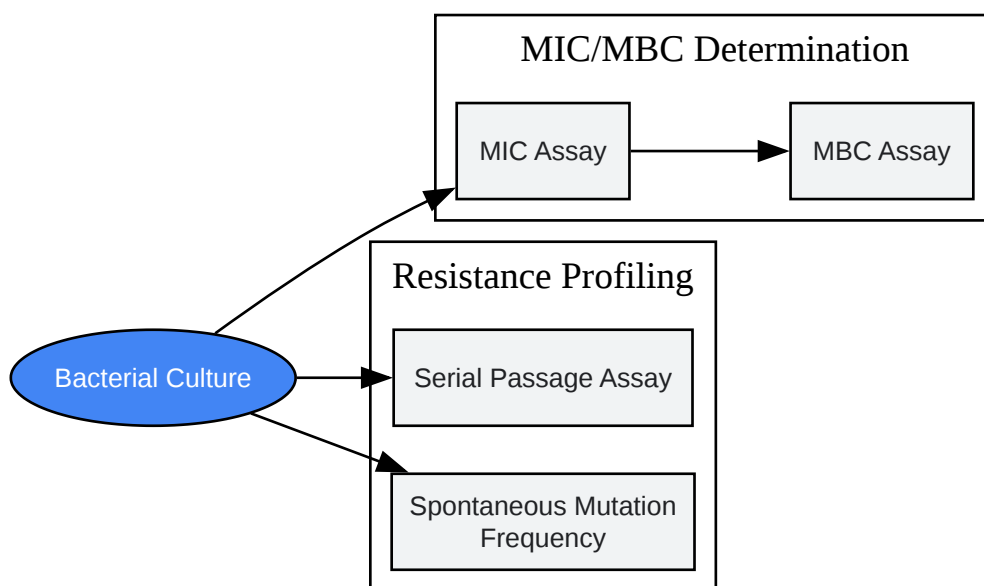 MIC/MBC Determination
MIC Assay
MBC Assay
Resistance Profiling
Bacterial Culture
Serial Passage Assay
Spontaneous Mutation
Frequency